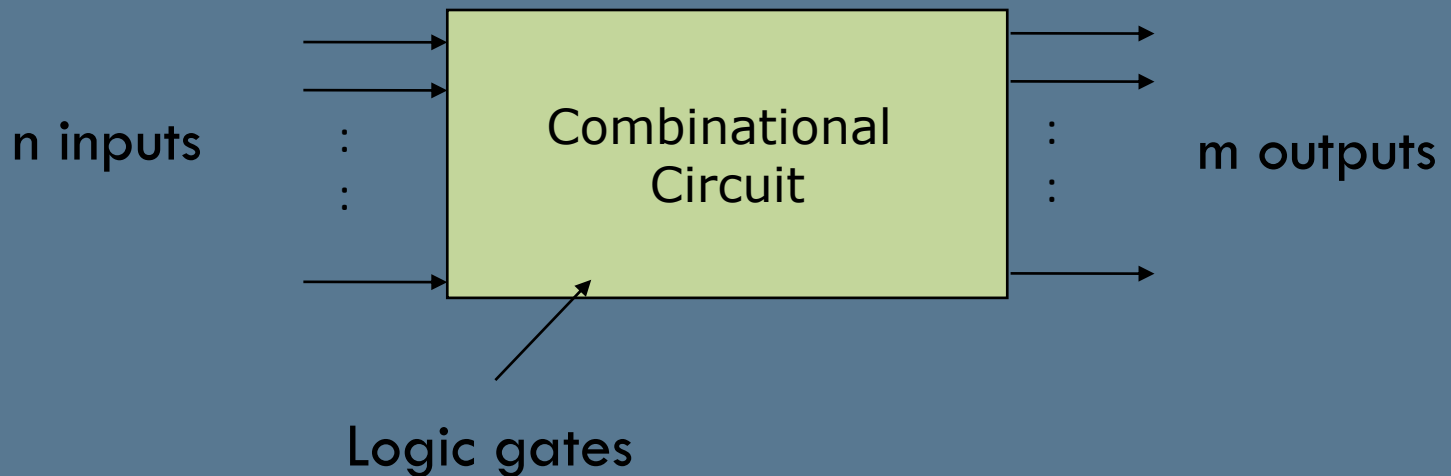 n inputs
:
:
Combinational
Circuit
:
:
m outputs
Logic gates